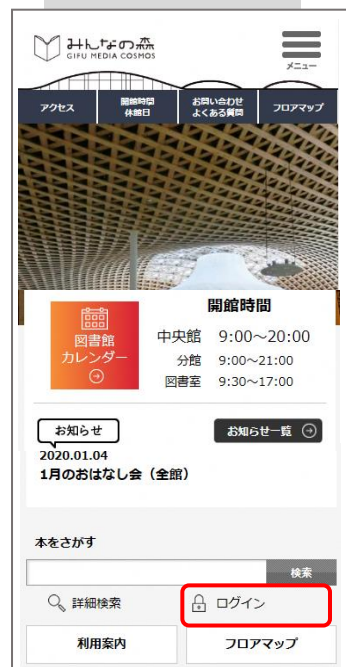 みんなの森
GIFU MEDIA COSMOS
メニュー
アクセス
開館時間
休館日
お問い合わせ
よくある質問
フロアマップ
図書館
カレンダー
開館時間
中央館 9:00～20:00
分館 9:00～21:00
図書室 9:30～17:00
お知らせ
お知らせ一覧
2020.01.04
1月のおはなし会（全館）
本をさがす
検索
詳細検索
ログイン
利用案内
フロアマップ